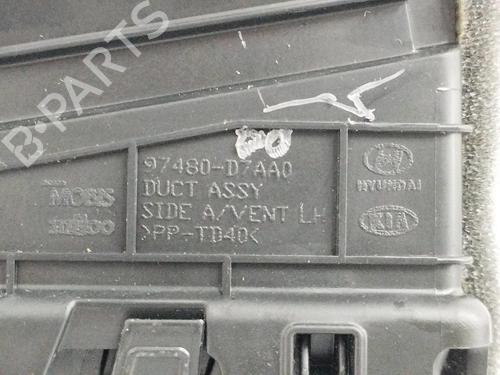 B-PARTS
97480-D7AA0
DUCT ASSY
SIDE A/VENT LH
>PP-TD40<
MOBIS
HYUNDAI
KIA